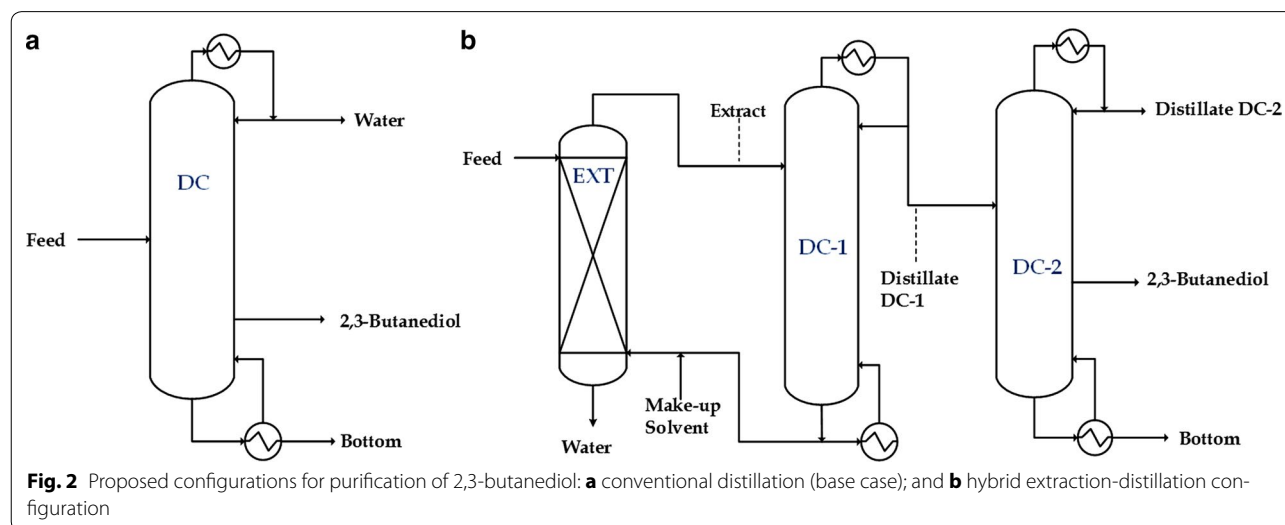 a
Feed
DC
Water
2,3-Butanediol
Bottom
b
Feed
EXT
Extract
Water
Make-up
Solvent
DC-1
Distillate
DC-1
DC-2
Distillate DC-2
2,3-Butanediol
Bottom
Fig. 2 Proposed configurations for purification of 2,3-butanediol: a conventional distillation (base case); and b hybrid extraction-distillation con-
figuration